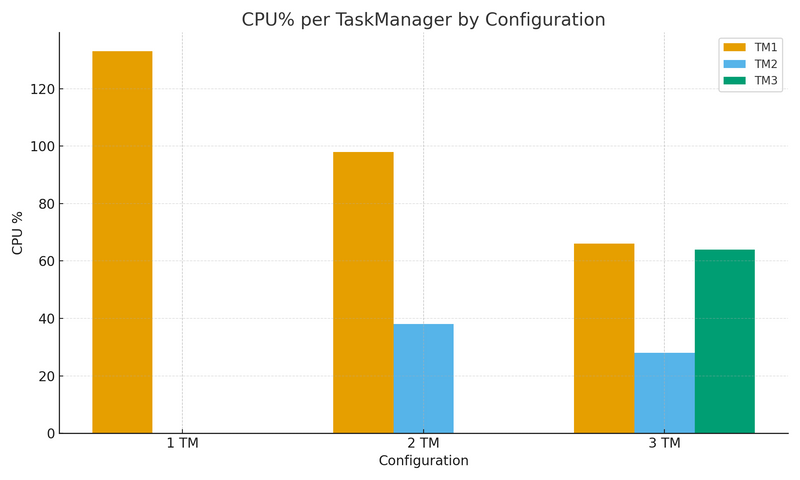 CPU% per TaskManager by Configuration
TM1
TM2
TM3
120
100
80
60
40
20
0
CPU %
1 TM
2 TM
3 TM
Configuration